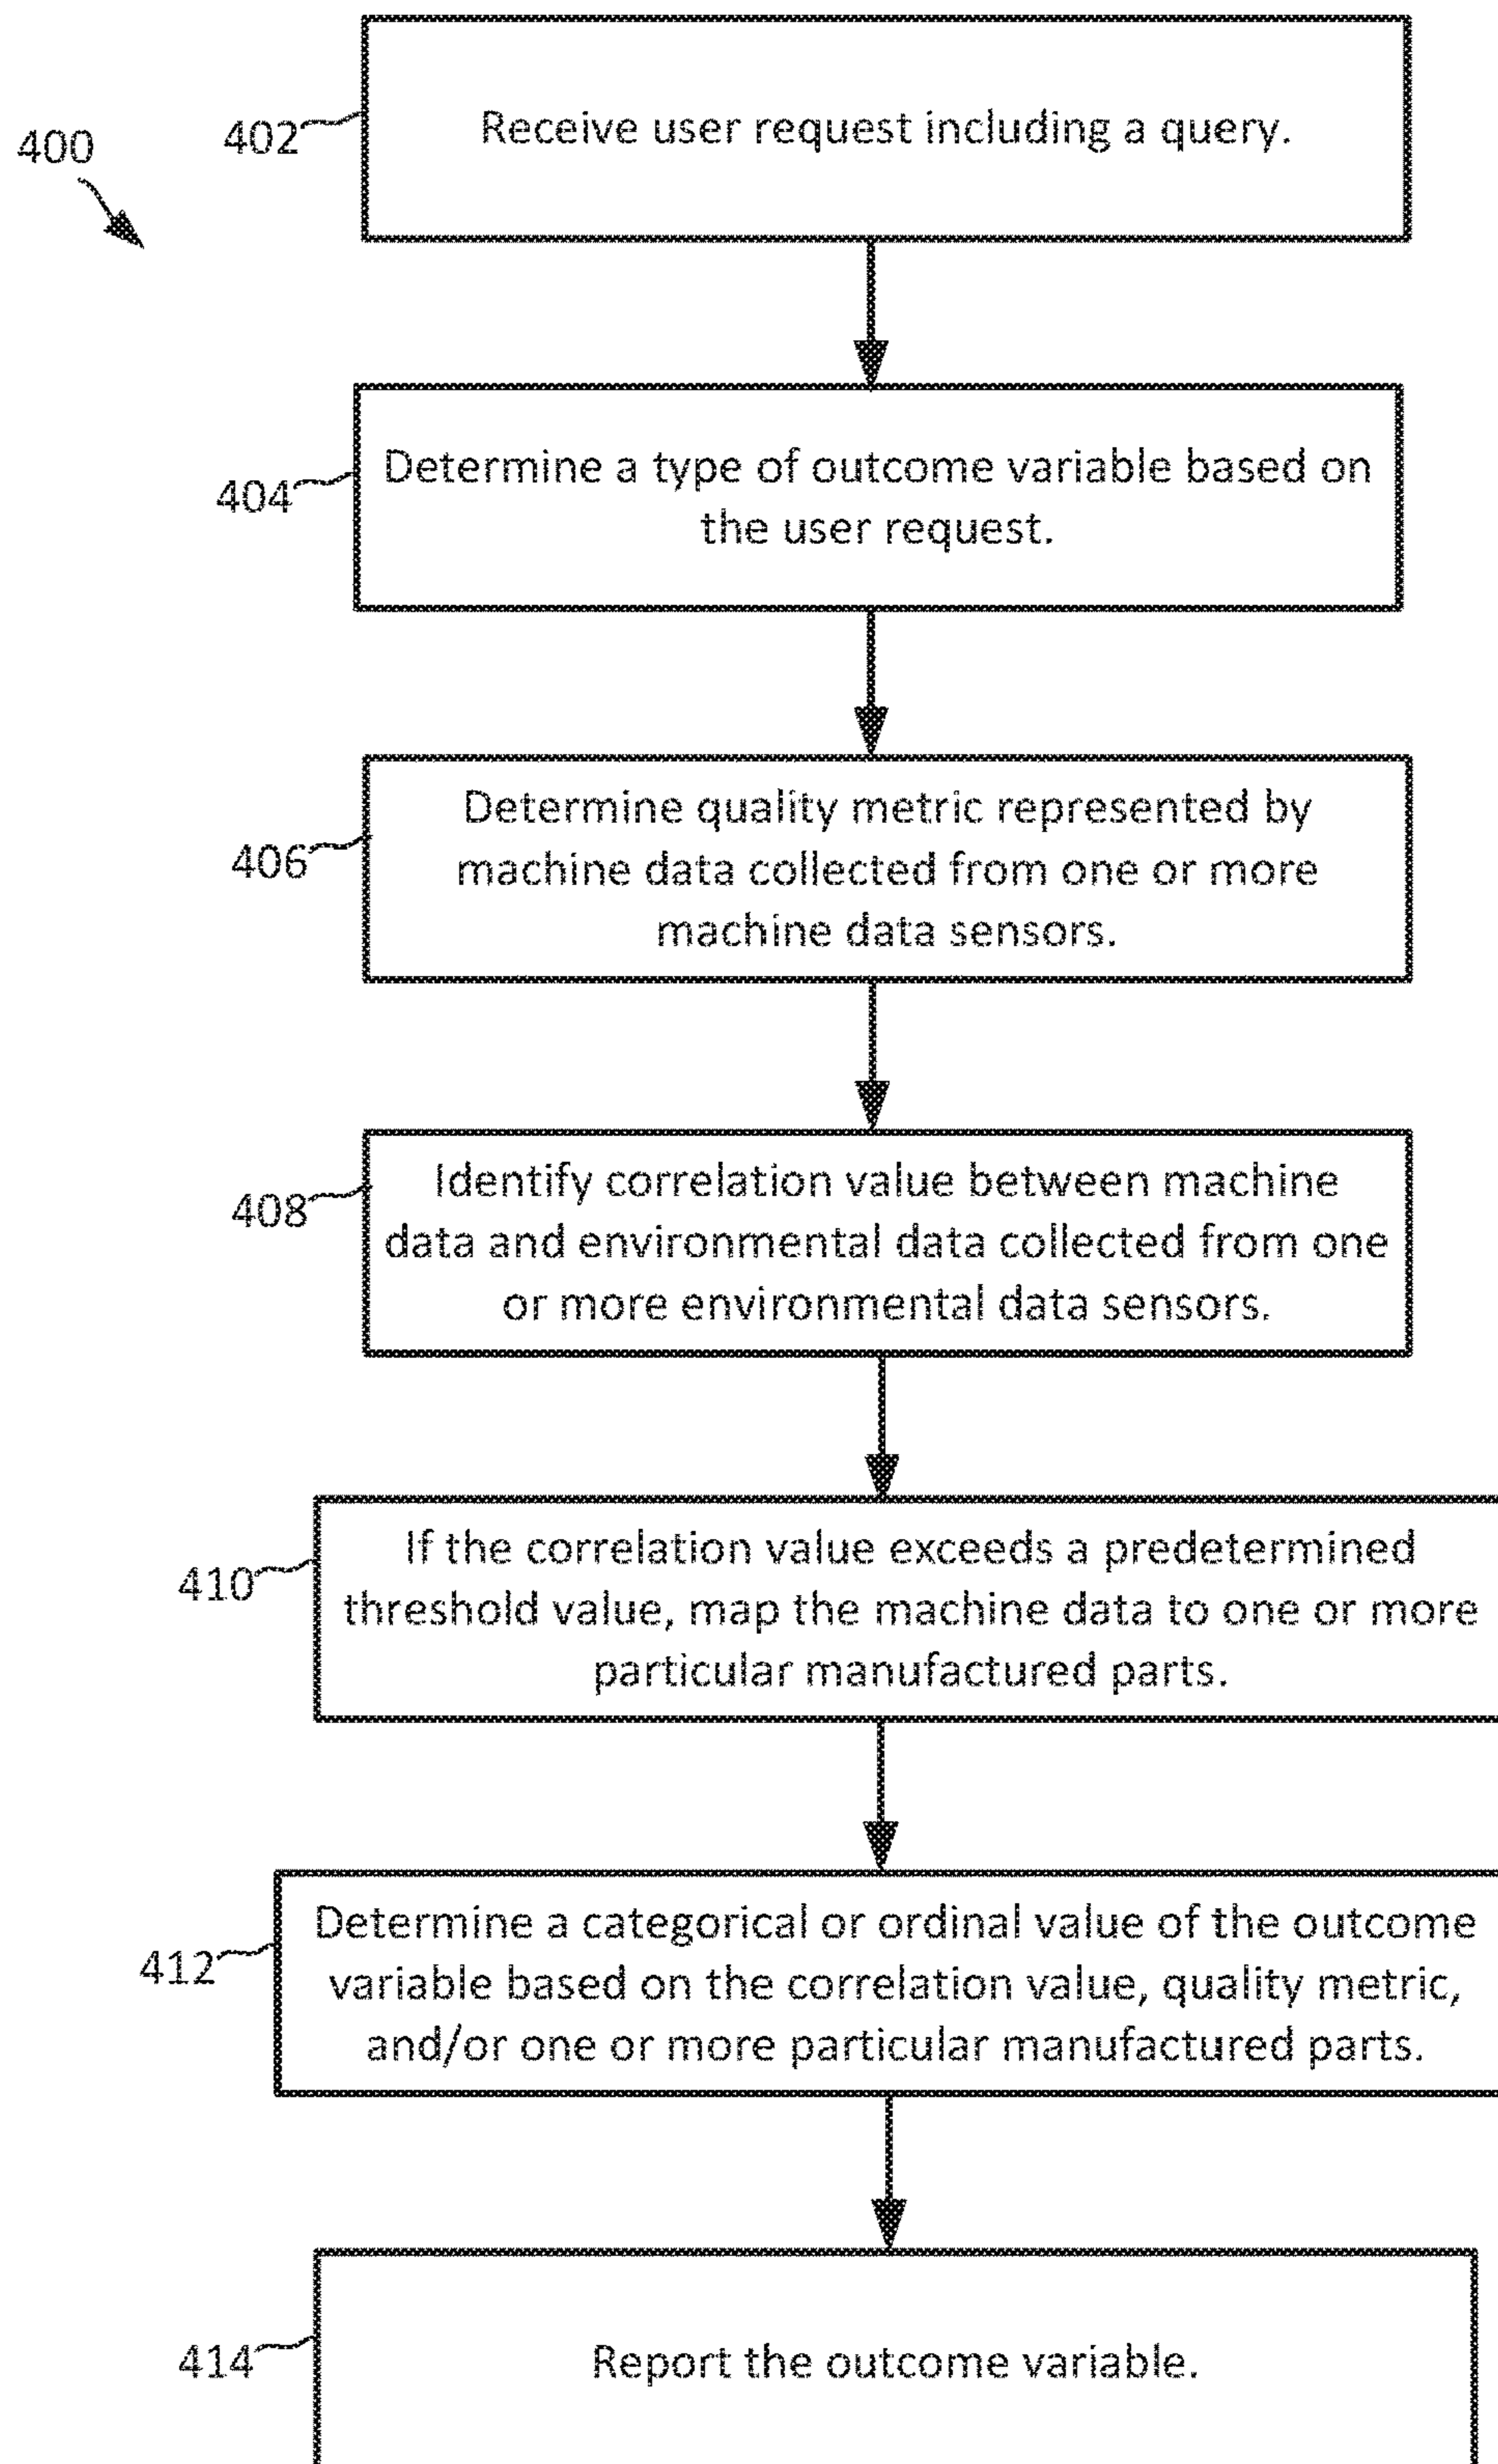 400
402
Receive user request including a query.
404
Determine a type of outcome variable based on
the user request.
406
Determine quality metric represented by
machine data collected from one or more
machine data sensors.
408
Identify correlation value between machine
data and environmental data collected from one
or more environmental data sensors.
410
If the correlation value exceeds a predetermined
threshold value, map the machine data to one or more
particular manufactured parts.
412
Determine a categorical or ordinal value of the outcome
variable based on the correlation value, quality metric,
and/or one or more particular manufactured parts.
414
Report the outcome variable.